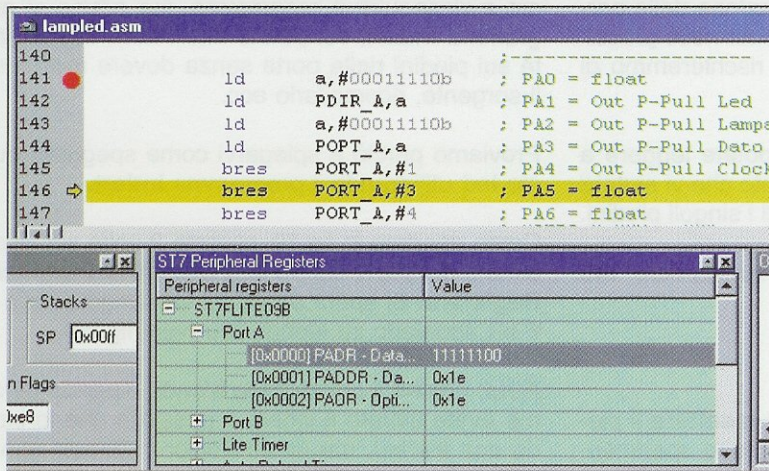 lampled.asm
140 ;
141 ld a,#00011110b ; PA0 = float
142 ld PDIR_A,a ; PA1 = Out P-Pull Led
143 ld a,#00011110b ; PA2 = Out P-Pull Lampa
144 ld POPT_A,a ; PA3 = Out P-Pull Dato
145 bres PORT_A,#1 ; PA4 = Out P-Pull Clock
146 bres PORT_A,#3 ; PA5 = float
147 bres PORT_A,#4 ; PA6 = float
ST7 Peripheral Registers
Peripheral registers Value
Stacks
SP 0x00ff
n Flags
0xe8
ST7FLITE09B
Port A
[0x0000] PADR - Data... 11111100
[0x0001] PADDR - Da... 0x1e
[0x0002] PAOR - Opti... 0x1e
Port B
Lite Timer